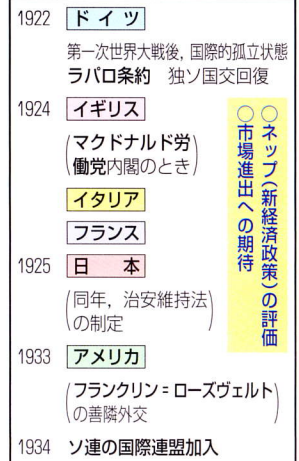 1922 ドイツ
第一次世界大戦後，国際的孤立状態
ラパロ条約 独ソ国交回復
1924 イギリス
(マクドナルド労
働党内閣のとき)
イタリア
フランス
1925 日本
(同年，治安維持法
の制定)
1933 アメリカ
(フランクリン＝ローズヴェルト
の善隣外交)
1934 ソ連の国際連盟加入
○ネップ(新経済政策)の評価
○市場進出への期待